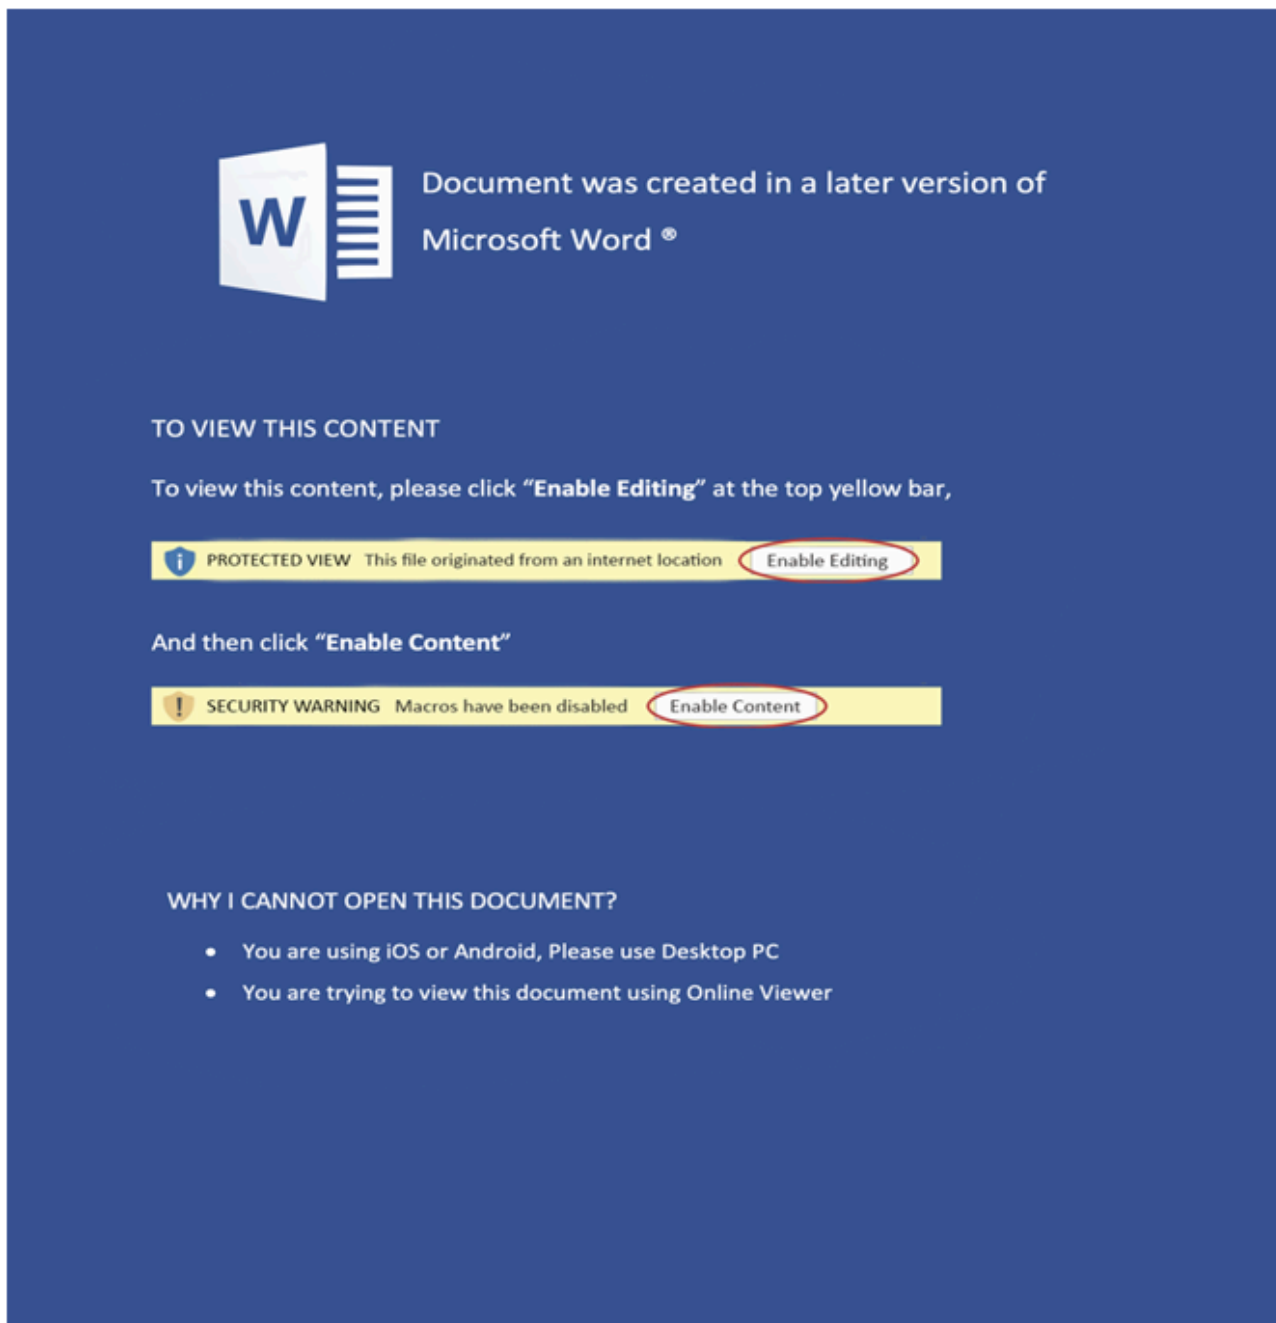 W
Document was created in a later version of
Microsoft Word ®
TO VIEW THIS CONTENT
To view this content, please click “Enable Editing” at the top yellow bar,
i PROTECTED VIEW This file originated from an internet location Enable Editing
And then click “Enable Content”
! SECURITY WARNING Macros have been disabled Enable Content
WHY I CANNOT OPEN THIS DOCUMENT?
• You are using iOS or Android, Please use Desktop PC
• You are trying to view this document using Online Viewer